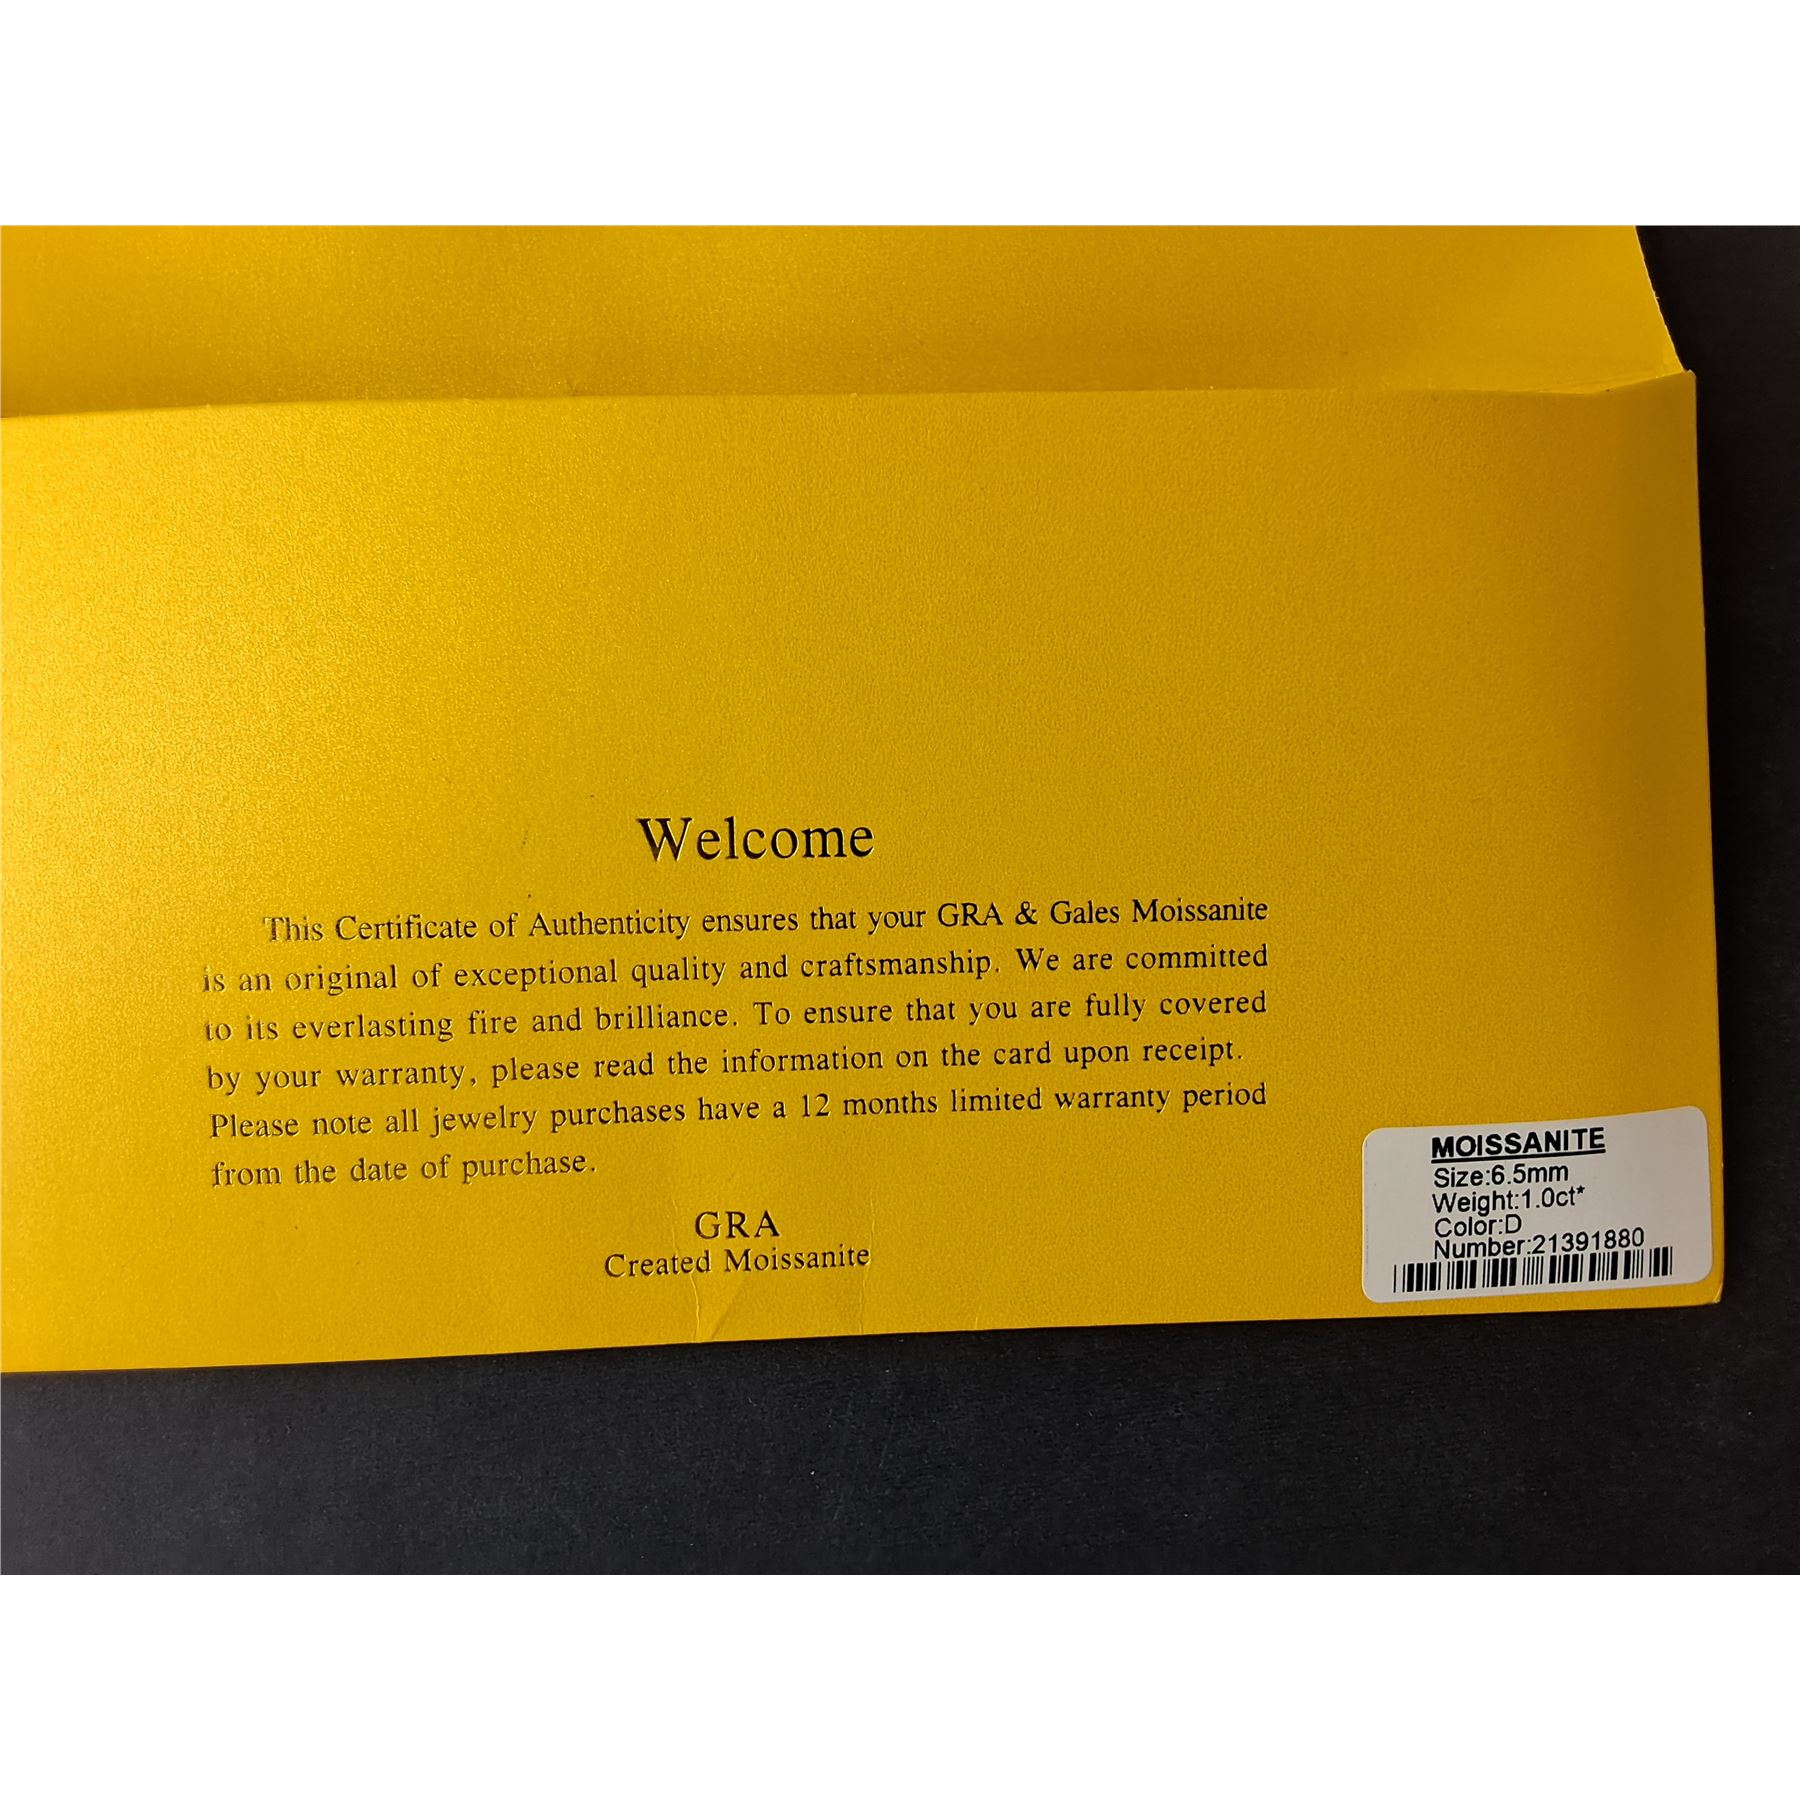 Welcome
This Certificate of Authenticity ensures that your GRA & Gales Moissanite
is an original of exceptional quality and craftsmanship. We are committed
to its everlasting fire and brilliance. To ensure that you are fully covered
by your warranty, please read the information on the card upon receipt.
Please note all jewelry purchases have a 12 months limited warranty period
from the date of purchase.
GRA
Created Moissanite
MOISSANITE
Size:6.5mm
Weight:1.0ct*
Color:D
Number:21391880